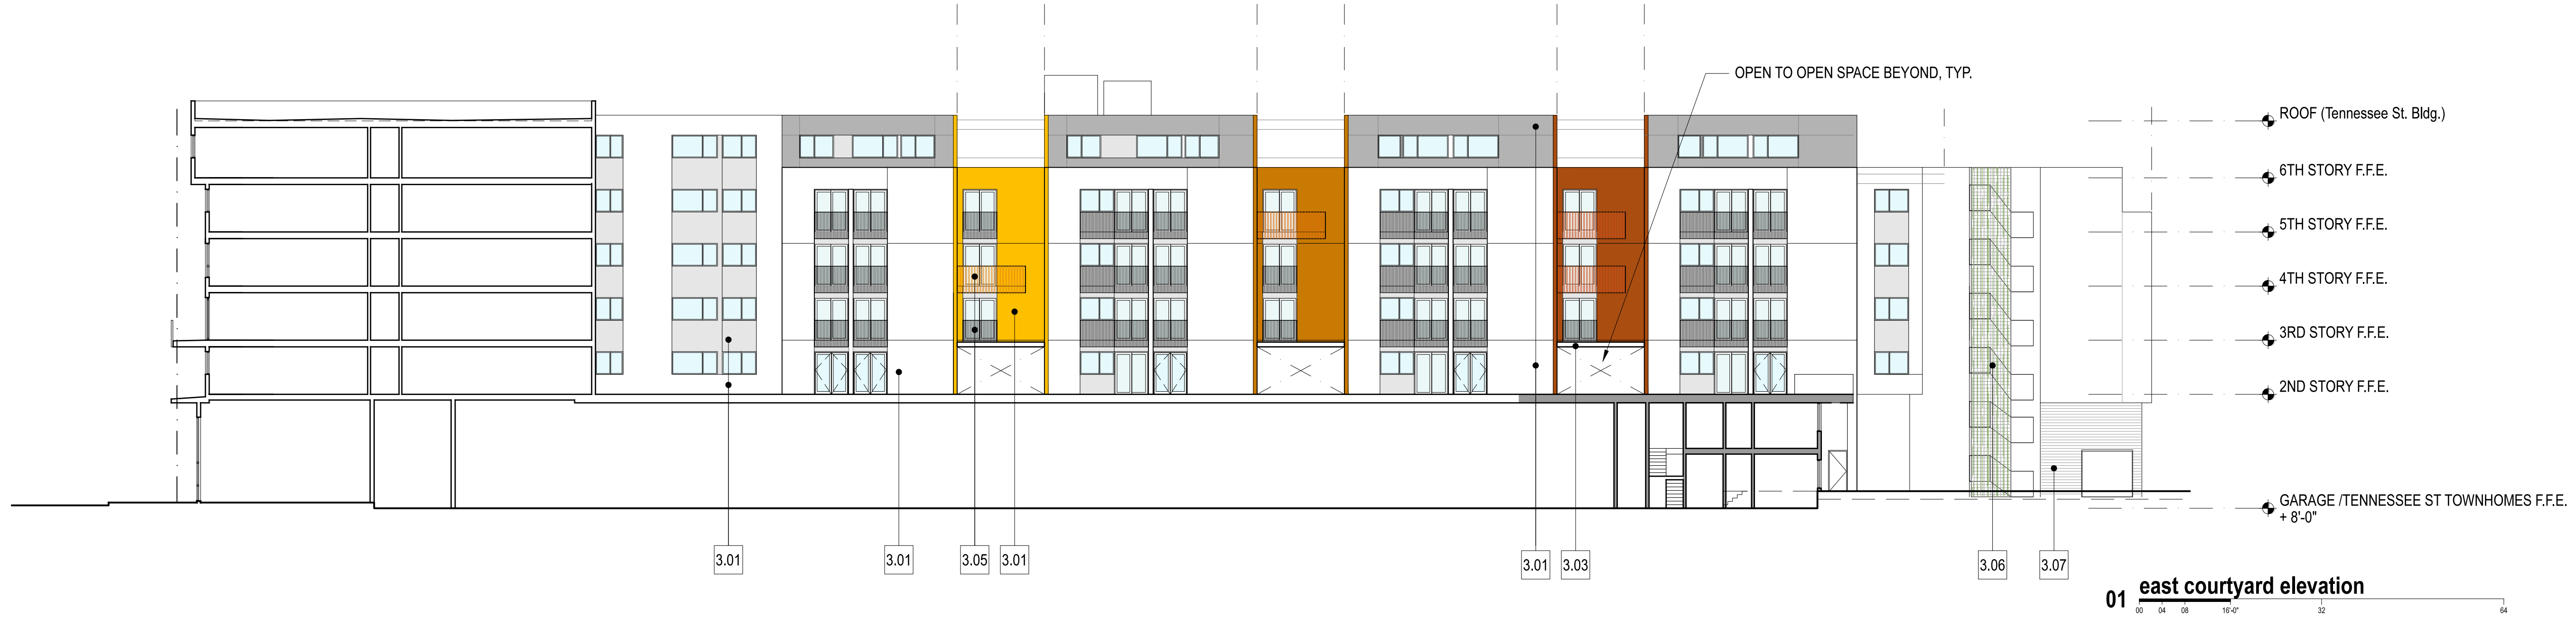 OPEN TO OPEN SPACE BEYOND, TYP.
ROOF (Tennessee St. Bldg.)
6TH STORY F.F.E.
5TH STORY F.F.E.
4TH STORY F.F.E.
3RD STORY F.F.E.
2ND STORY F.F.E.
GARAGE /TENNESSEE ST TOWNHOMES F.F.E.
+ 8'-0"
3.01
3.01
3.05
3.01
3.01
3.03
3.06
3.07
01 east courtyard elevation
00 04 08 16'-0" 32 64